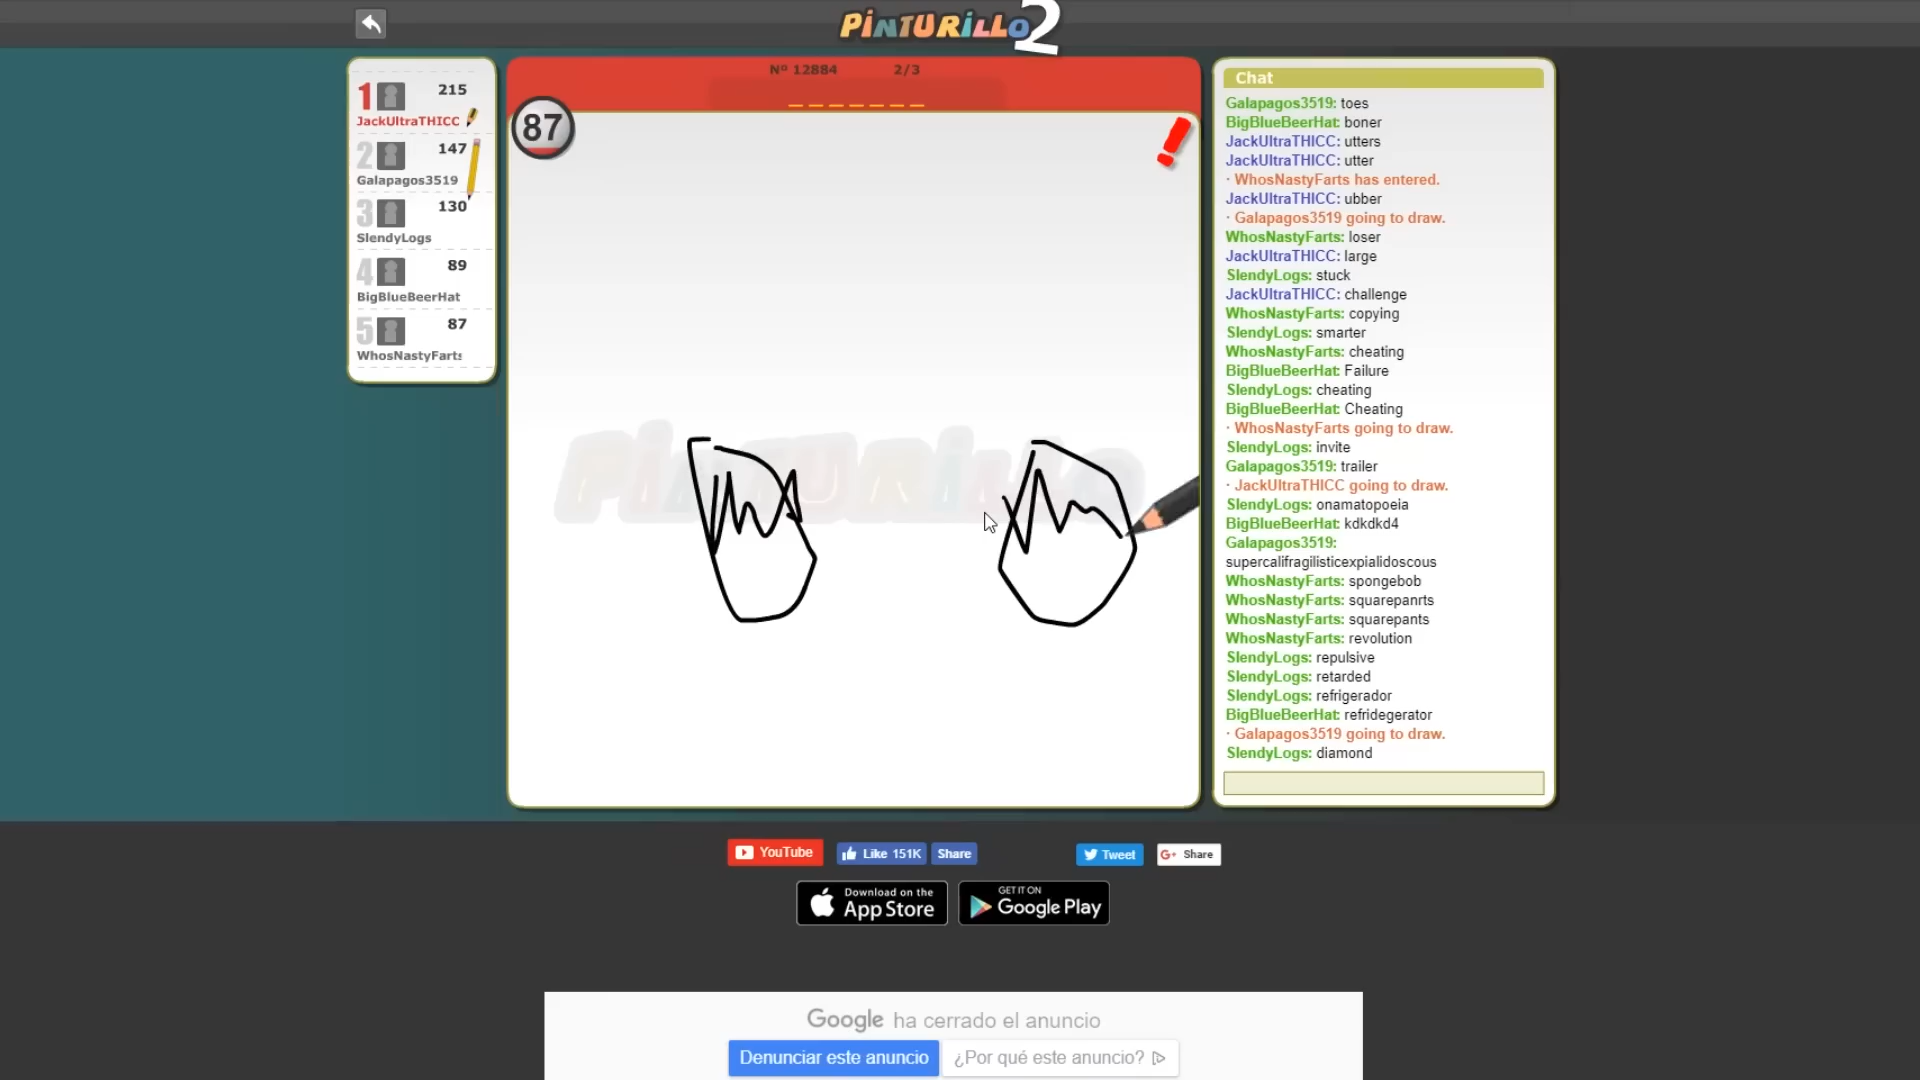 PiNTURiLLO 2
1 215
JackUltraTHICC
2 147
Galapagos3519
3 130
SlendyLogs
4 89
BigBlueBeerHat
5 87
WhosNastyFarts
Nº 12884 2/3
_ _ _ _ _ _ _
87
!
PiNTURiLLO
Chat
Galapagos3519: toes
BigBlueBeerHat: boner
JackUltraTHICC: utters
JackUltraTHICC: utter
· WhosNastyFarts has entered.
JackUltraTHICC: ubber
· Galapagos3519 going to draw.
WhosNastyFarts: loser
JackUltraTHICC: large
SlendyLogs: stuck
JackUltraTHICC: challenge
WhosNastyFarts: copying
SlendyLogs: smarter
WhosNastyFarts: cheating
BigBlueBeerHat: Failure
SlendyLogs: cheating
BigBlueBeerHat: Cheating
· WhosNastyFarts going to draw.
SlendyLogs: invite
Galapagos3519: trailer
· JackUltraTHICC going to draw.
SlendyLogs: onamatopoeia
BigBlueBeerHat: kdkdkd4
Galapagos3519:
supercalifragilisticexpialidoscous
WhosNastyFarts: spongebob
WhosNastyFarts: squarepanrts
WhosNastyFarts: squarepants
WhosNastyFarts: revolution
SlendyLogs: repulsive
SlendyLogs: retarded
SlendyLogs: refrigerador
BigBlueBeerHat: refridegerator
· Galapagos3519 going to draw.
SlendyLogs: diamond
YouTube Like 151K Share Tweet G+ Share
Download on the
App Store
GET IT ON
Google Play
Google ha cerrado el anuncio
Denunciar este anuncio ¿Por qué este anuncio?